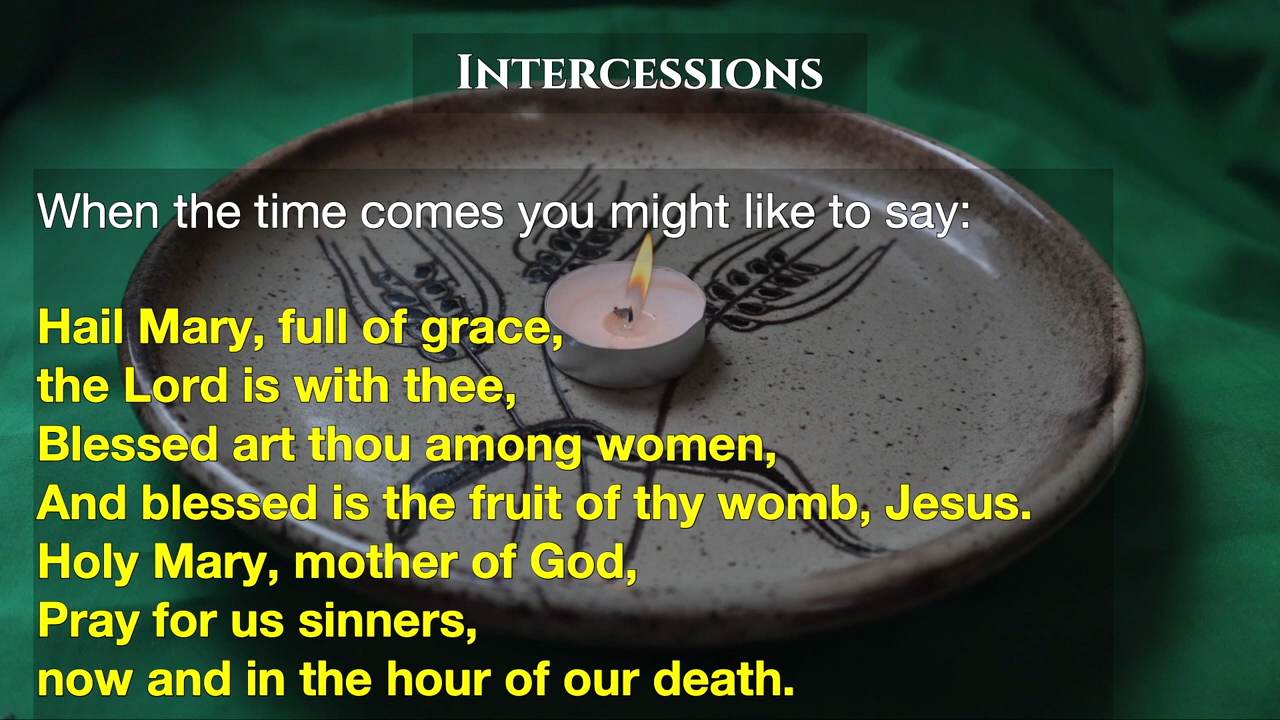 INTERCESSIONS
When the time comes you might like to say:
Hail Mary, full of grace,
the Lord is with thee,
Blessed art thou among women,
And blessed is the fruit of thy womb, Jesus.
Holy Mary, mother of God,
Pray for us sinners,
now and in the hour of our death.